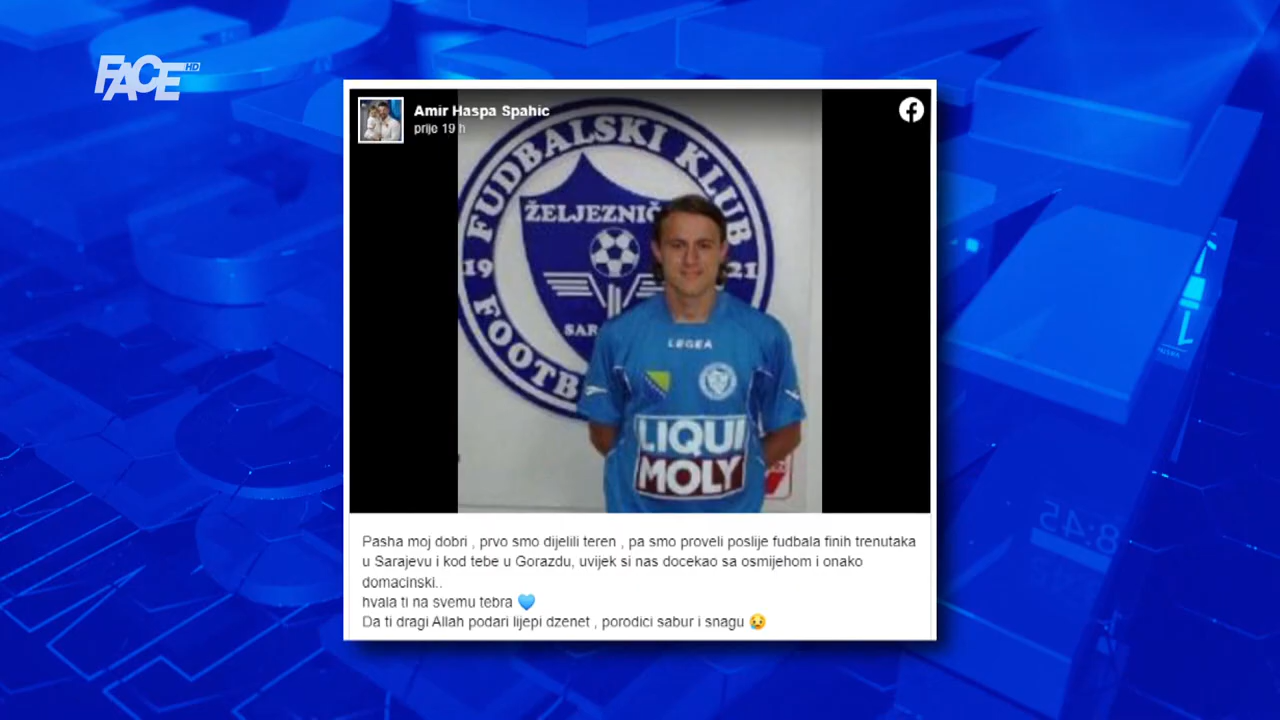 FACE HD
Amir Haspa Spahic
prije 19 h
FUDBALSKI KLUB
ŽELJEZNIČ
19
21
SAR
FOOTB
LEGEA
LIQUI
MOLY
Pasha moj dobri , prvo smo dijelili teren , pa smo proveli poslije fudbala finih trenutaka
u Sarajevu i kod tebe u Gorazdu, uvijek si nas docekao sa osmijehom i onako
domacinski..
hvala ti na svemu tebra 💙
Da ti dragi Allah podari lijepi dzenet , porodici sabur i snagu 😥
8:45